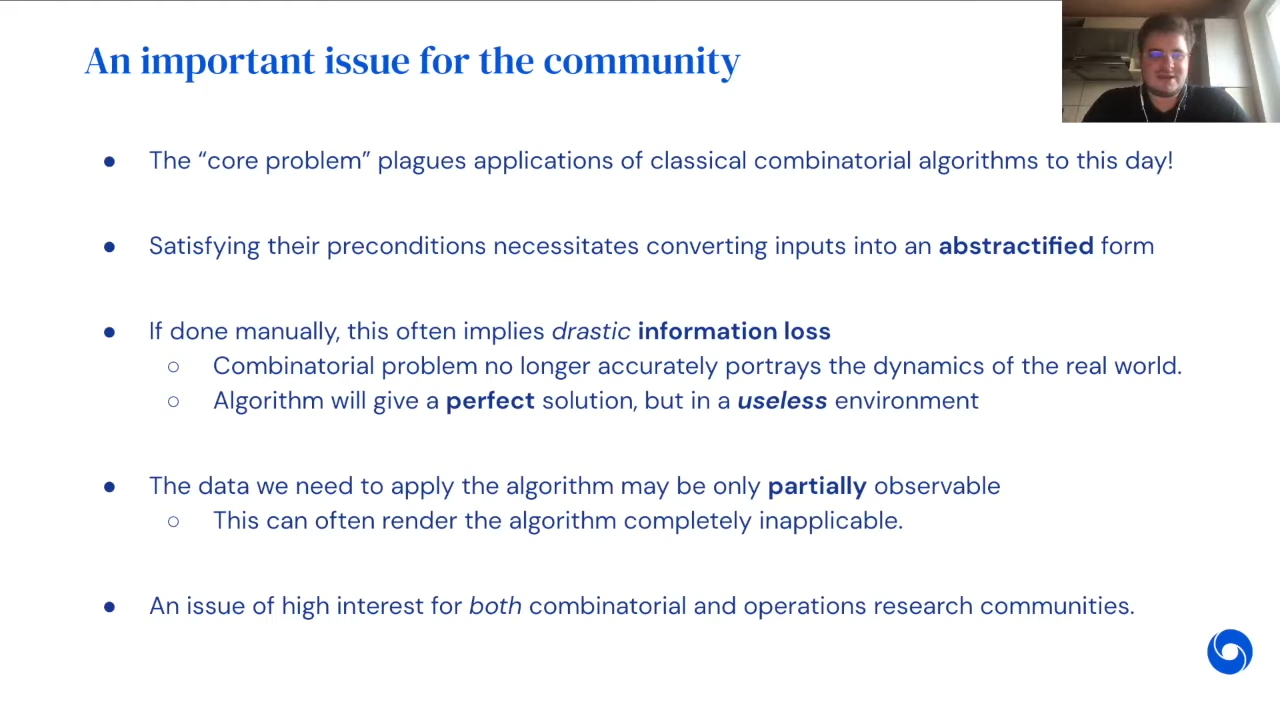 An important issue for the community
● The “core problem” plagues applications of classical combinatorial algorithms to this day!
● Satisfying their preconditions necessitates converting inputs into an abstractified form
● If done manually, this often implies drastic information loss
○ Combinatorial problem no longer accurately portrays the dynamics of the real world.
○ Algorithm will give a perfect solution, but in a useless environment
● The data we need to apply the algorithm may be only partially observable
○ This can often render the algorithm completely inapplicable.
● An issue of high interest for both combinatorial and operations research communities.